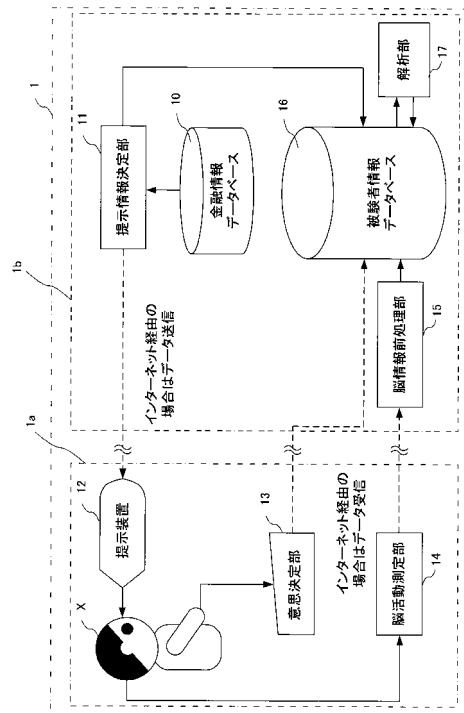 1
1b
1a
11
提示情報決定部
10
金融情報
データベース
16
被験者情報
データベース
解析部
17
脳情報前処理部
15
インターネット経由の
場合はデータ送信
12
提示装置
X
13
意思決定部
インターネット経由の
場合はデータ受信
脳活動測定部
14